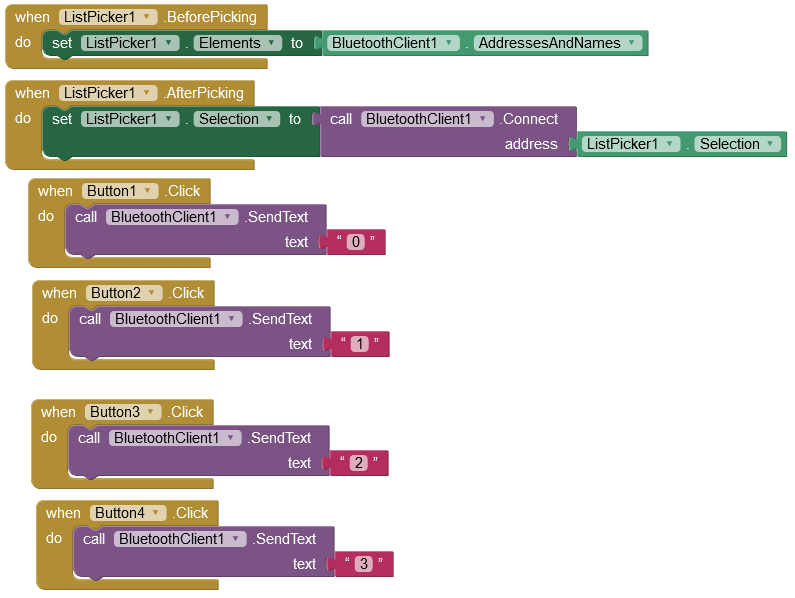 when ListPicker1 .BeforePicking
do set ListPicker1 . Elements to BluetoothClient1 . AddressesAndNames
when ListPicker1 .AfterPicking
do set ListPicker1 . Selection to call BluetoothClient1 .Connect
address ListPicker1 . Selection
when Button1 .Click
do call BluetoothClient1 .SendText
text “ 0 ”
when Button2 .Click
do call BluetoothClient1 .SendText
text “ 1 ”
when Button3 .Click
do call BluetoothClient1 .SendText
text “ 2 ”
when Button4 .Click
do call BluetoothClient1 .SendText
text “ 3 ”